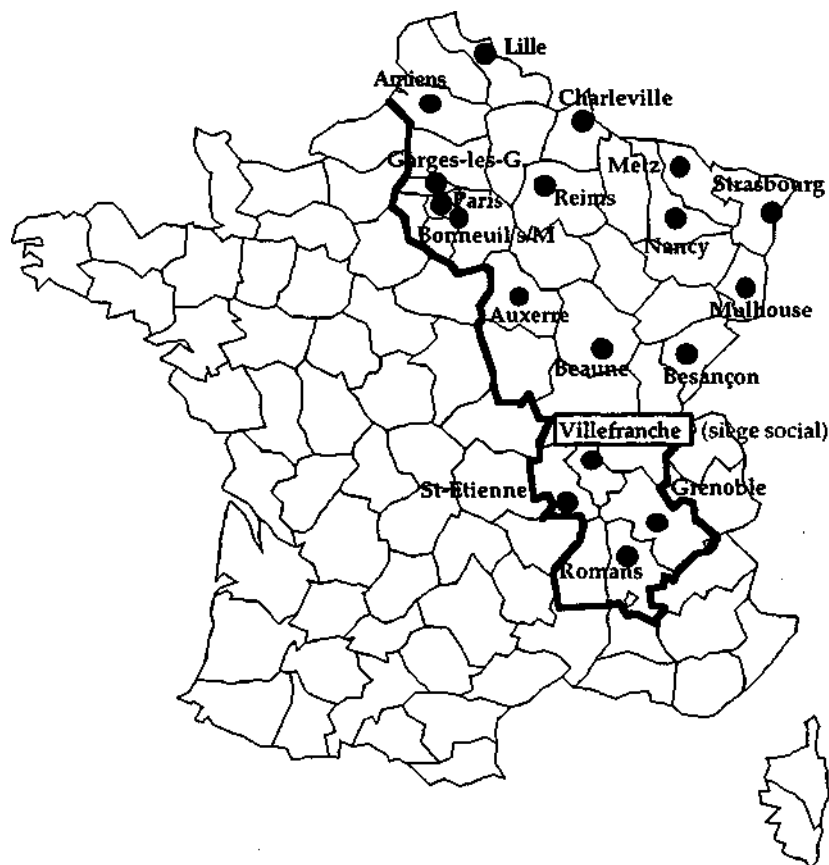 Lille
Amiens
Charleville
Garges-les-G.
Metz
Strasbourg
Paris
Reims
Bonneuil s/M
Nancy
Auxerre
Mulhouse
Beaune
Besançon
Villefranche (siège social)
St-Etienne
Grenoble
Romans